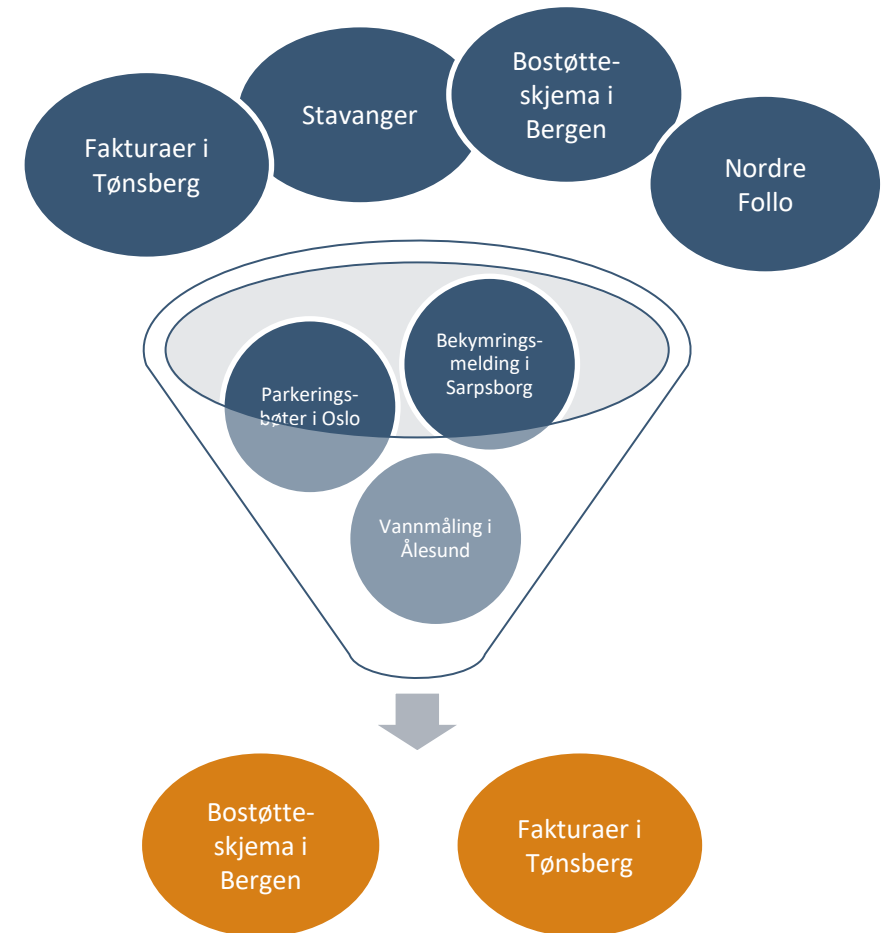 Fakturaer i
Tønsberg
Stavanger
Bostøtte-
skjema i
Bergen
Nordre
Follo
Parkerings-
bøter i Oslo
Bekymrings-
melding i
Sarpsborg
Vannmåling i
Ålesund
Bostøtte-
skjema i
Bergen
Fakturaer i
Tønsberg